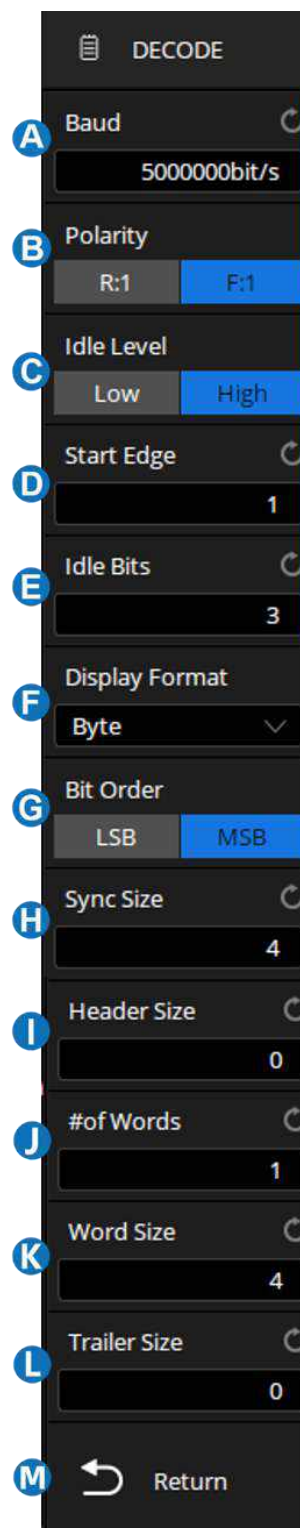 DECODE
A
Baud
5000000bit/s
B
Polarity
R:1 F:1
C
Idle Level
Low High
D
Start Edge
1
E
Idle Bits
3
F
Display Format
Byte
G
Bit Order
LSB MSB
H
Sync Size
4
I
Header Size
0
J
#of Words
1
K
Word Size
4
L
Trailer Size
0
M
Return